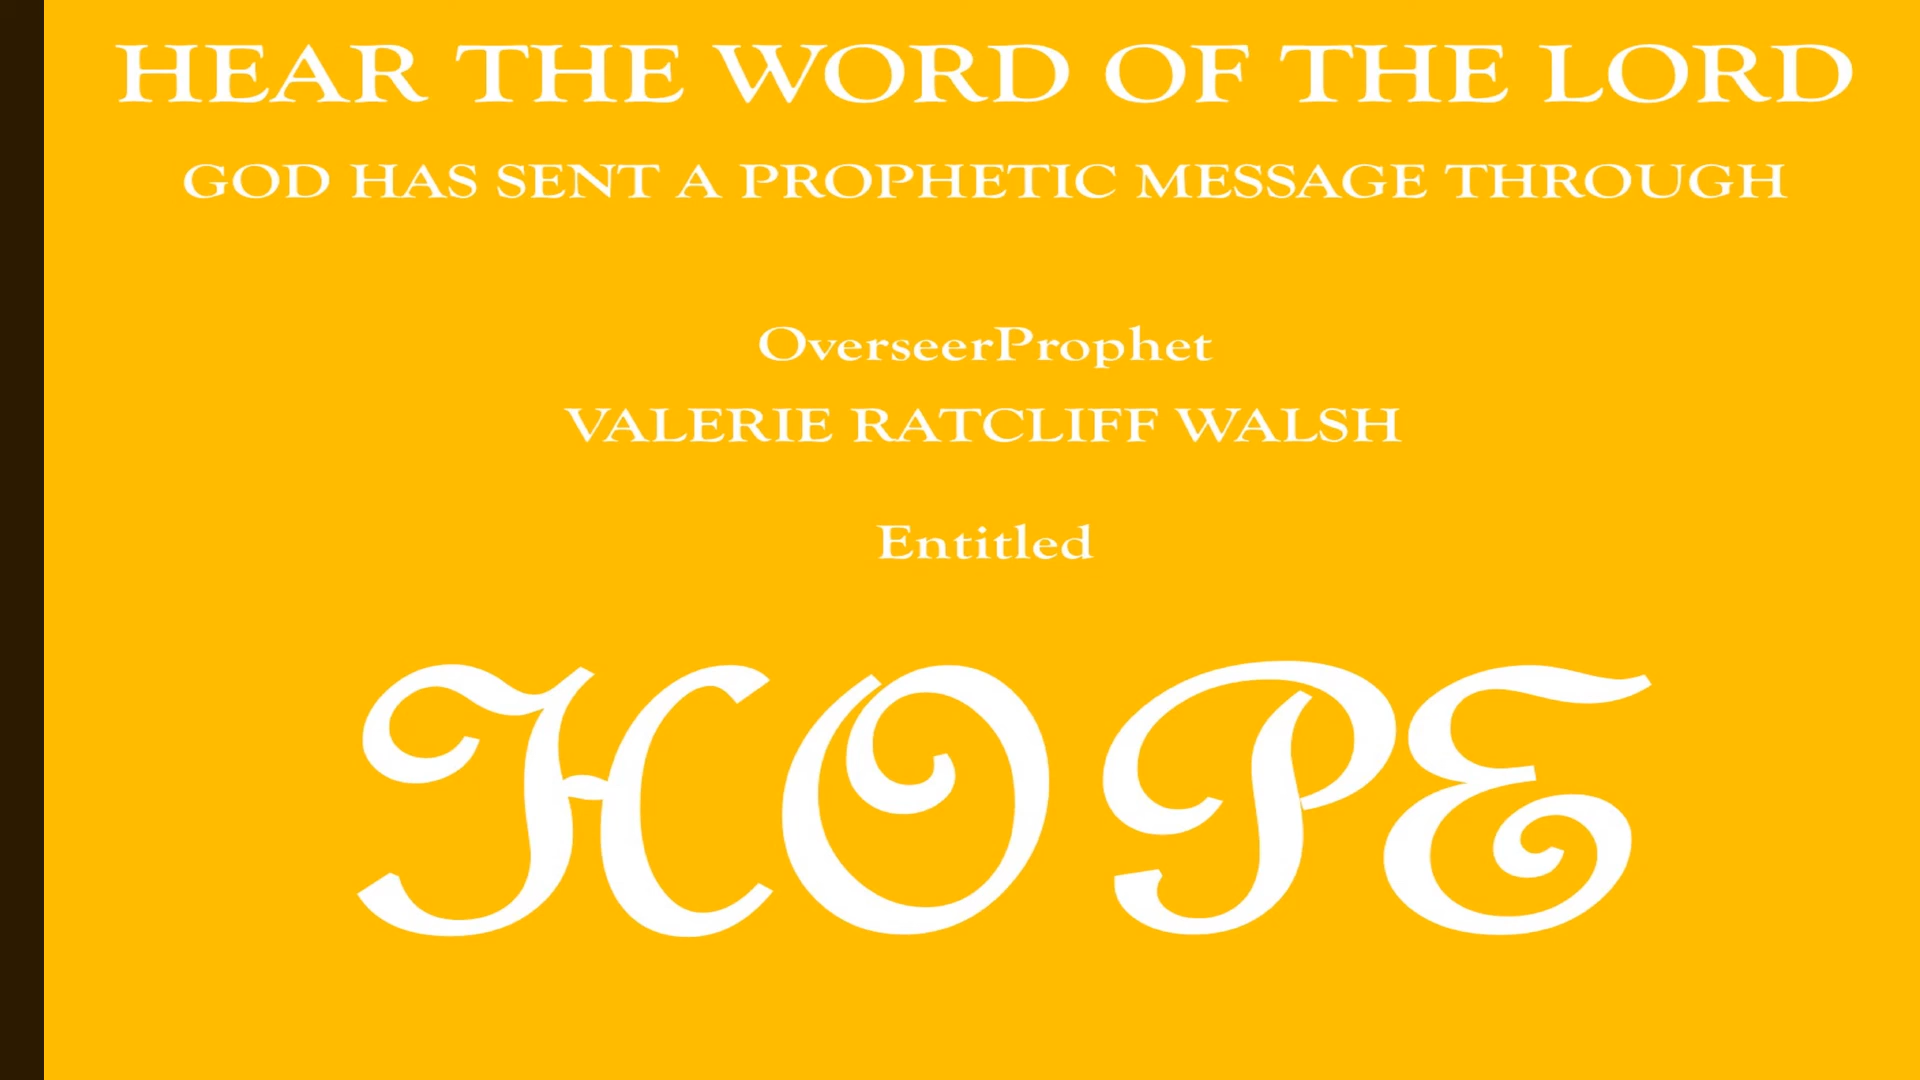 HEAR THE WORD OF THE LORD
GOD HAS SENT A PROPHETIC MESSAGE THROUGH
OverseerProphet
VALERIE RATCLIFF WALSH
Entitled
HOPE